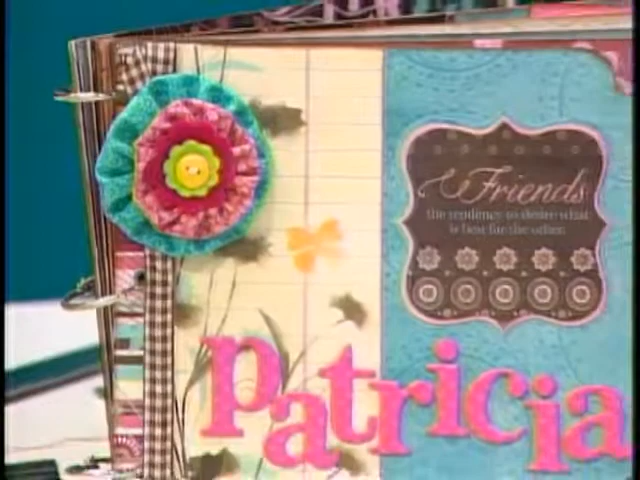 Friends
the tendency to desire what
is best for the other.
patricia